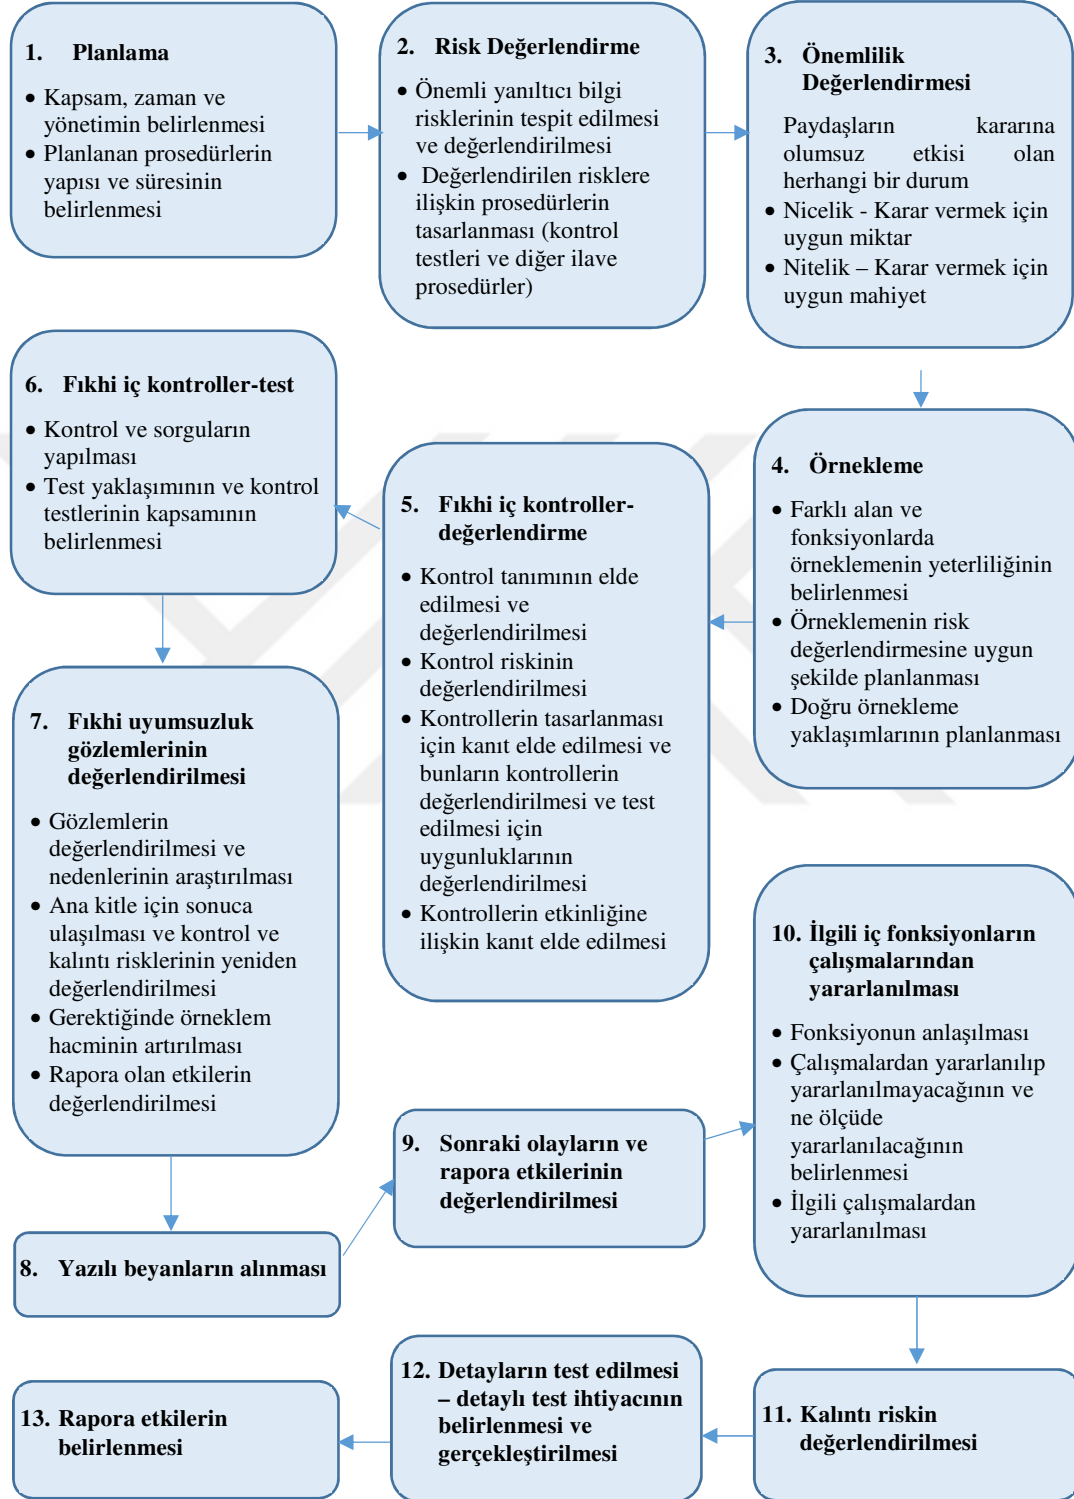 1. Planlama
• Kapsam, zaman ve
yönetimin belirlenmesi
• Planlanan prosedürlerin
yapısı ve süresinin
belirlenmesi
2. Risk Değerlendirme
• Önemli yanıltıcı bilgi
risklerinin tespit edilmesi
ve değerlendirilmesi
• Değerlendirilen risklere
ilişkin prosedürlerin
tasarlanması (kontrol
testleri ve diğer ilave
prosedürler)
3. Önemlilik
Değerlendirmesi
Paydaşların kararına
olumsuz etkisi olan
herhangi bir durum
• Nicelik - Karar vermek için
uygun miktar
• Nitelik – Karar vermek için
uygun mahiyet
4. Örnekleme
• Farklı alan ve
fonksiyonlarda
örneklemenin yeterliliğinin
belirlenmesi
• Örneklemenin risk
değerlendirmesine uygun
şekilde planlanması
• Doğru örnekleme
yaklaşımlarının planlanması
5. Fıkhi iç kontroller-
değerlendirme
• Kontrol tanımının elde
edilmesi ve
değerlendirilmesi
• Kontrol riskinin
değerlendirilmesi
• Kontrollerin tasarlanması
için kanıt elde edilmesi ve
bunların kontrollerin
değerlendirilmesi ve test
edilmesi için
uygunluklarının
değerlendirilmesi
• Kontrollerin etkinliğine
ilişkin kanıt elde edilmesi
6. Fıkhi iç kontroller-test
• Kontrol ve sorguların
yapılması
• Test yaklaşımının ve kontrol
testlerinin kapsamının
belirlenmesi
7. Fıkhi uyumsuzluk
gözlemlerinin
değerlendirilmesi
• Gözlemlerin
değerlendirilmesi ve
nedenlerinin araştırılması
• Ana kitle için sonuca
ulaşılması ve kontrol ve
kalıntı risklerinin yeniden
değerlendirilmesi
• Gerektiğinde örneklem
hacminin artırılması
• Rapora olan etkilerin
değerlendirilmesi
8. Yazılı beyanların alınması
9. Sonraki olayların ve
rapora etkilerinin
değerlendirilmesi
10. İlgili iç fonksiyonların
çalışmalarından
yararlanılması
• Fonksiyonun anlaşılması
• Çalışmalardan yararlanılıp
yararlanılmayacağının ve
ne ölçüde
yararlanılacağının
belirlenmesi
• İlgili çalışmalardan
yararlanılması
11. Kalıntı riskin
değerlendirilmesi
12. Detayların test edilmesi
– detaylı test ihtiyacının
belirlenmesi ve
gerçekleştirilmesi
13. Rapora etkilerin
belirlenmesi